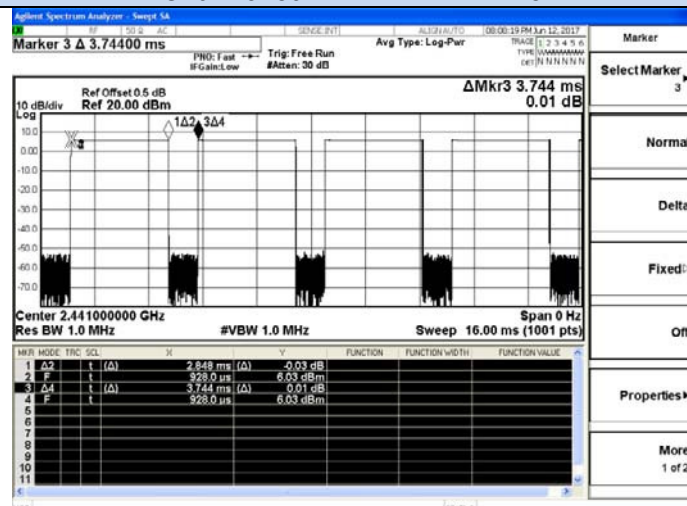 Agilent Spectrum Analyzer - Swept SA
RF 50 Ω AC SENSE:INT ALIGN AUTO 08:00:19 PM Jun 12, 2017
Marker 3 Δ 3.74400 ms
PNO: Fast
IFGain:Low
Trig: Free Run
#Atten: 30 dB
Avg Type: Log-Pwr
TRACE 1 2 3 4 5 6
TYPE
DET N N N N N N
ΔMkr3 3.744 ms
0.01 dB
Ref Offset 0.5 dB
10 dB/div Ref 20.00 dBm
Log
10.0
0.00
-10.0
-20.0
-30.0
-40.0
-50.0
-60.0
-70.0
1Δ2 3Δ4
Center 2.441000000 GHz Span 0 Hz
Res BW 1.0 MHz #VBW 1.0 MHz Sweep 16.00 ms (1001 pts)
MKR MODE TRC SCL X Y FUNCTION FUNCTION WIDTH FUNCTION VALUE
1 Δ2 t (Δ) 2.848 ms (Δ) -0.03 dB
2 F t 928.0 µs 6.03 dBm
3 Δ4 t (Δ) 3.744 ms (Δ) 0.01 dB
4 F t 928.0 µs 6.03 dBm
5
6
7
8
9
10
11
Marker
Select Marker
3
Norma
Delta
Fixed
Off
Properties
More
1 of 2